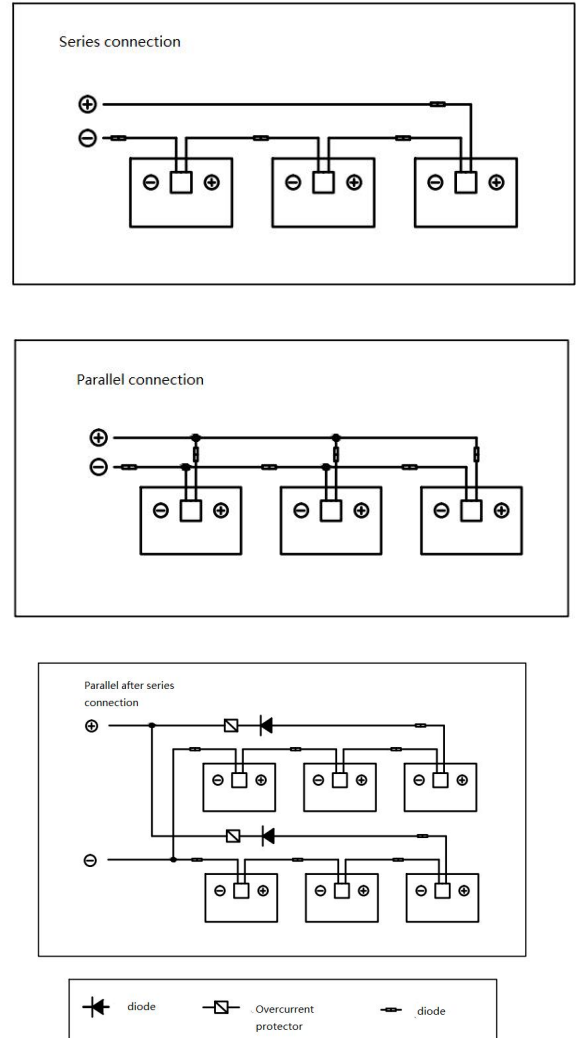 Series connection
Parallel connection
Parallel after series
connection
diode
Overcurrent
protector
diode